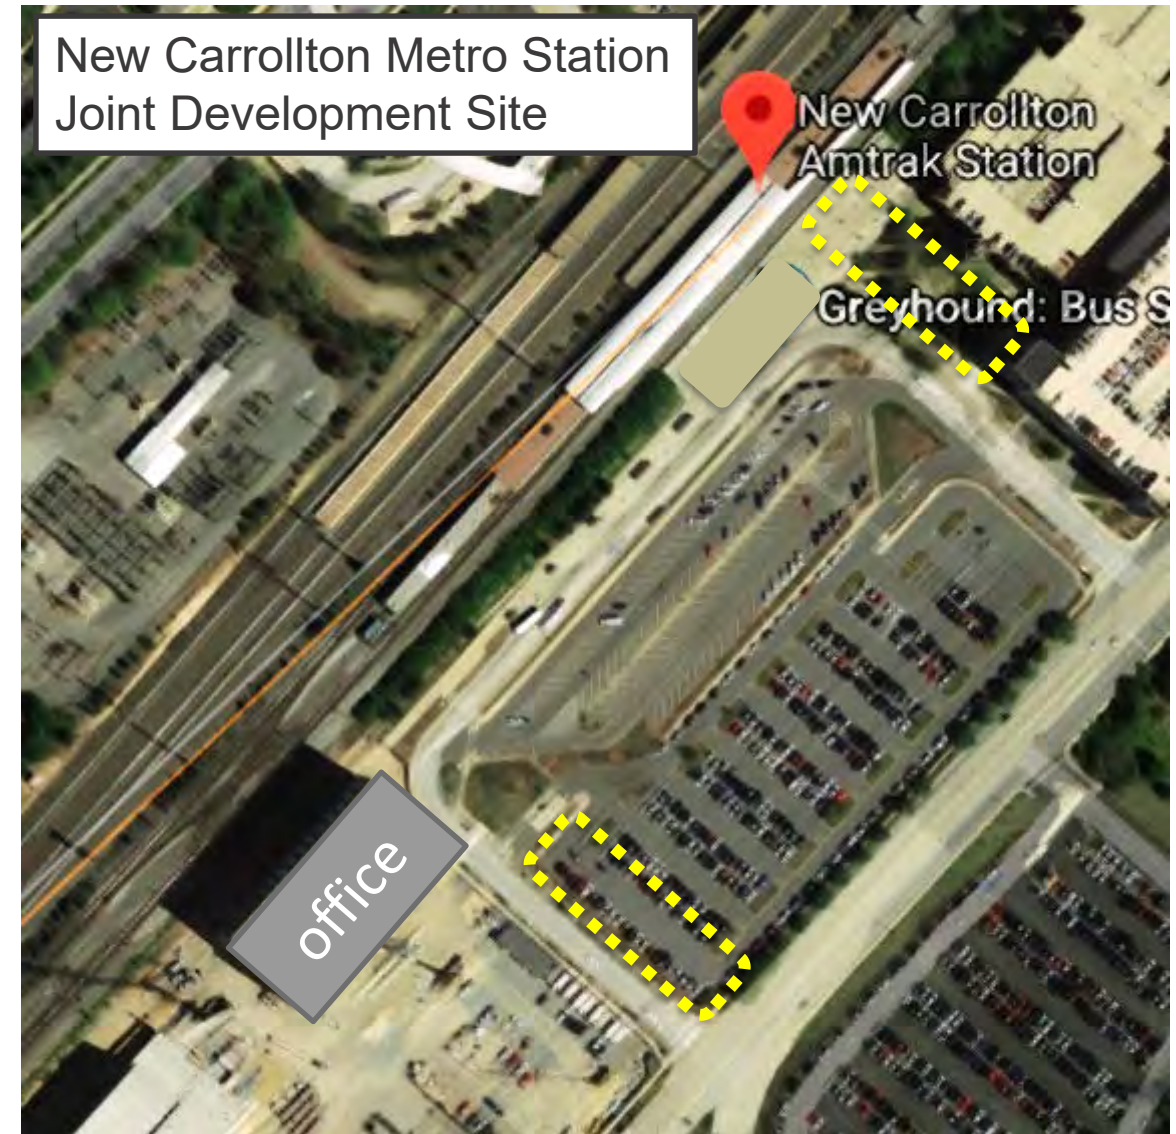 New Carrollton Metro Station
Joint Development Site
New Carrollton
Amtrak Station
Greyhound: Bus S
office